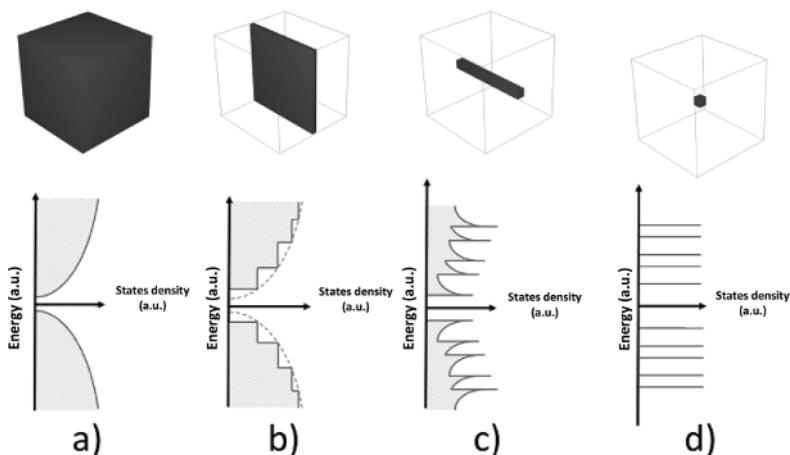 Energy (a.u.)
States density
(a.u.)
a)
Energy (a.u.)
States density
(a.u.)
b)
Energy (a.u.)
States density
(a.u.)
c)
Energy (a.u.)
States density
(a.u.)
d)